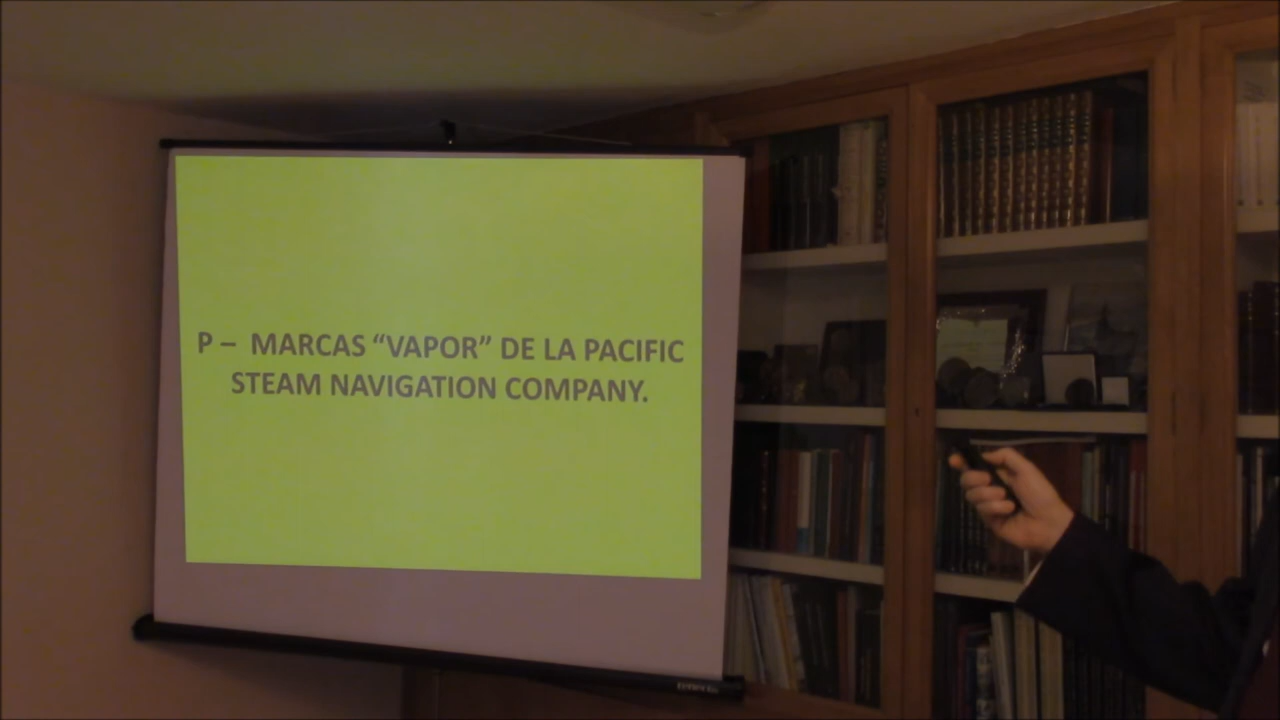 P – MARCAS “VAPOR” DE LA PACIFIC
STEAM NAVIGATION COMPANY.